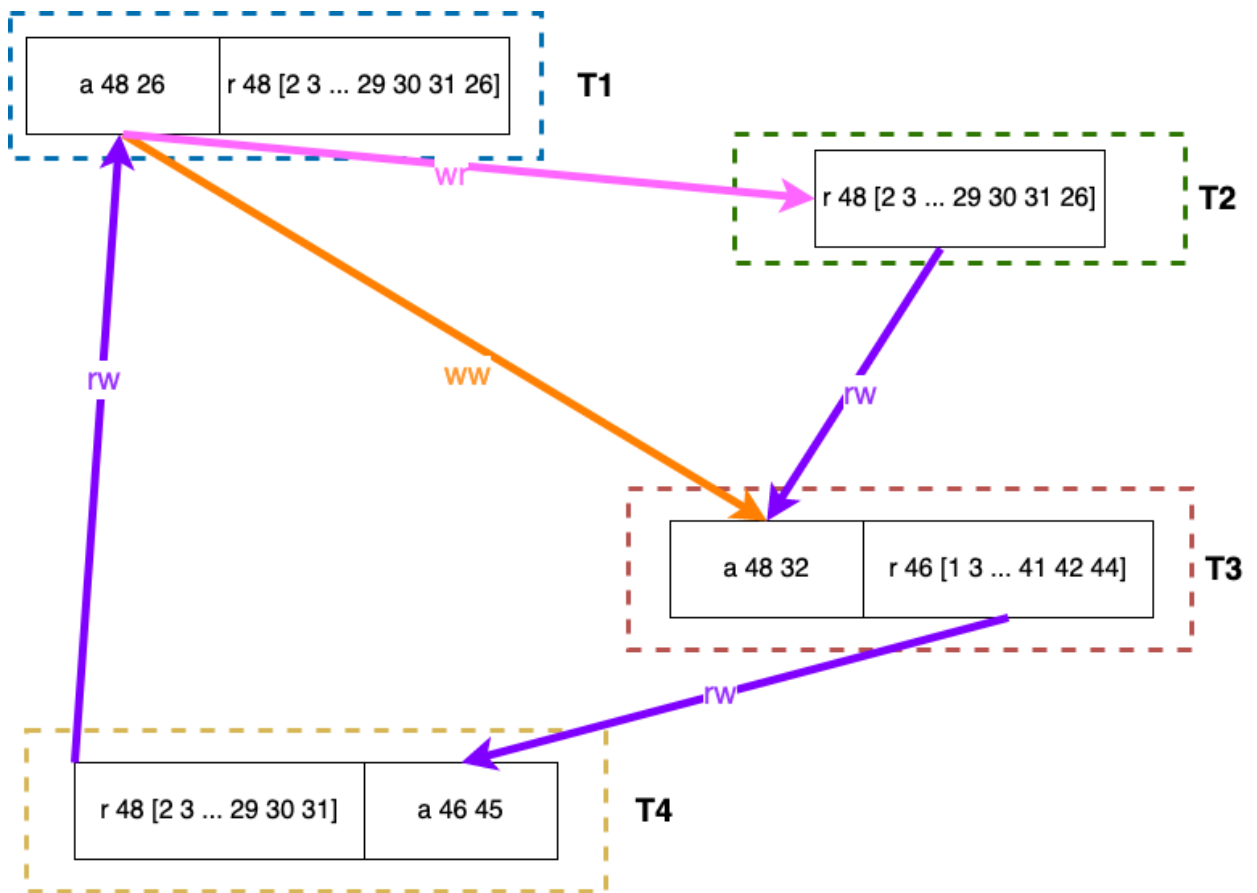 a 48 26
r 48 [2 3 ... 29 30 31 26]
T1
wr
r 48 [2 3 ... 29 30 31 26]
T2
rw
ww
rw
a 48 32
r 46 [1 3 ... 41 42 44]
T3
rw
r 48 [2 3 ... 29 30 31]
a 46 45
T4